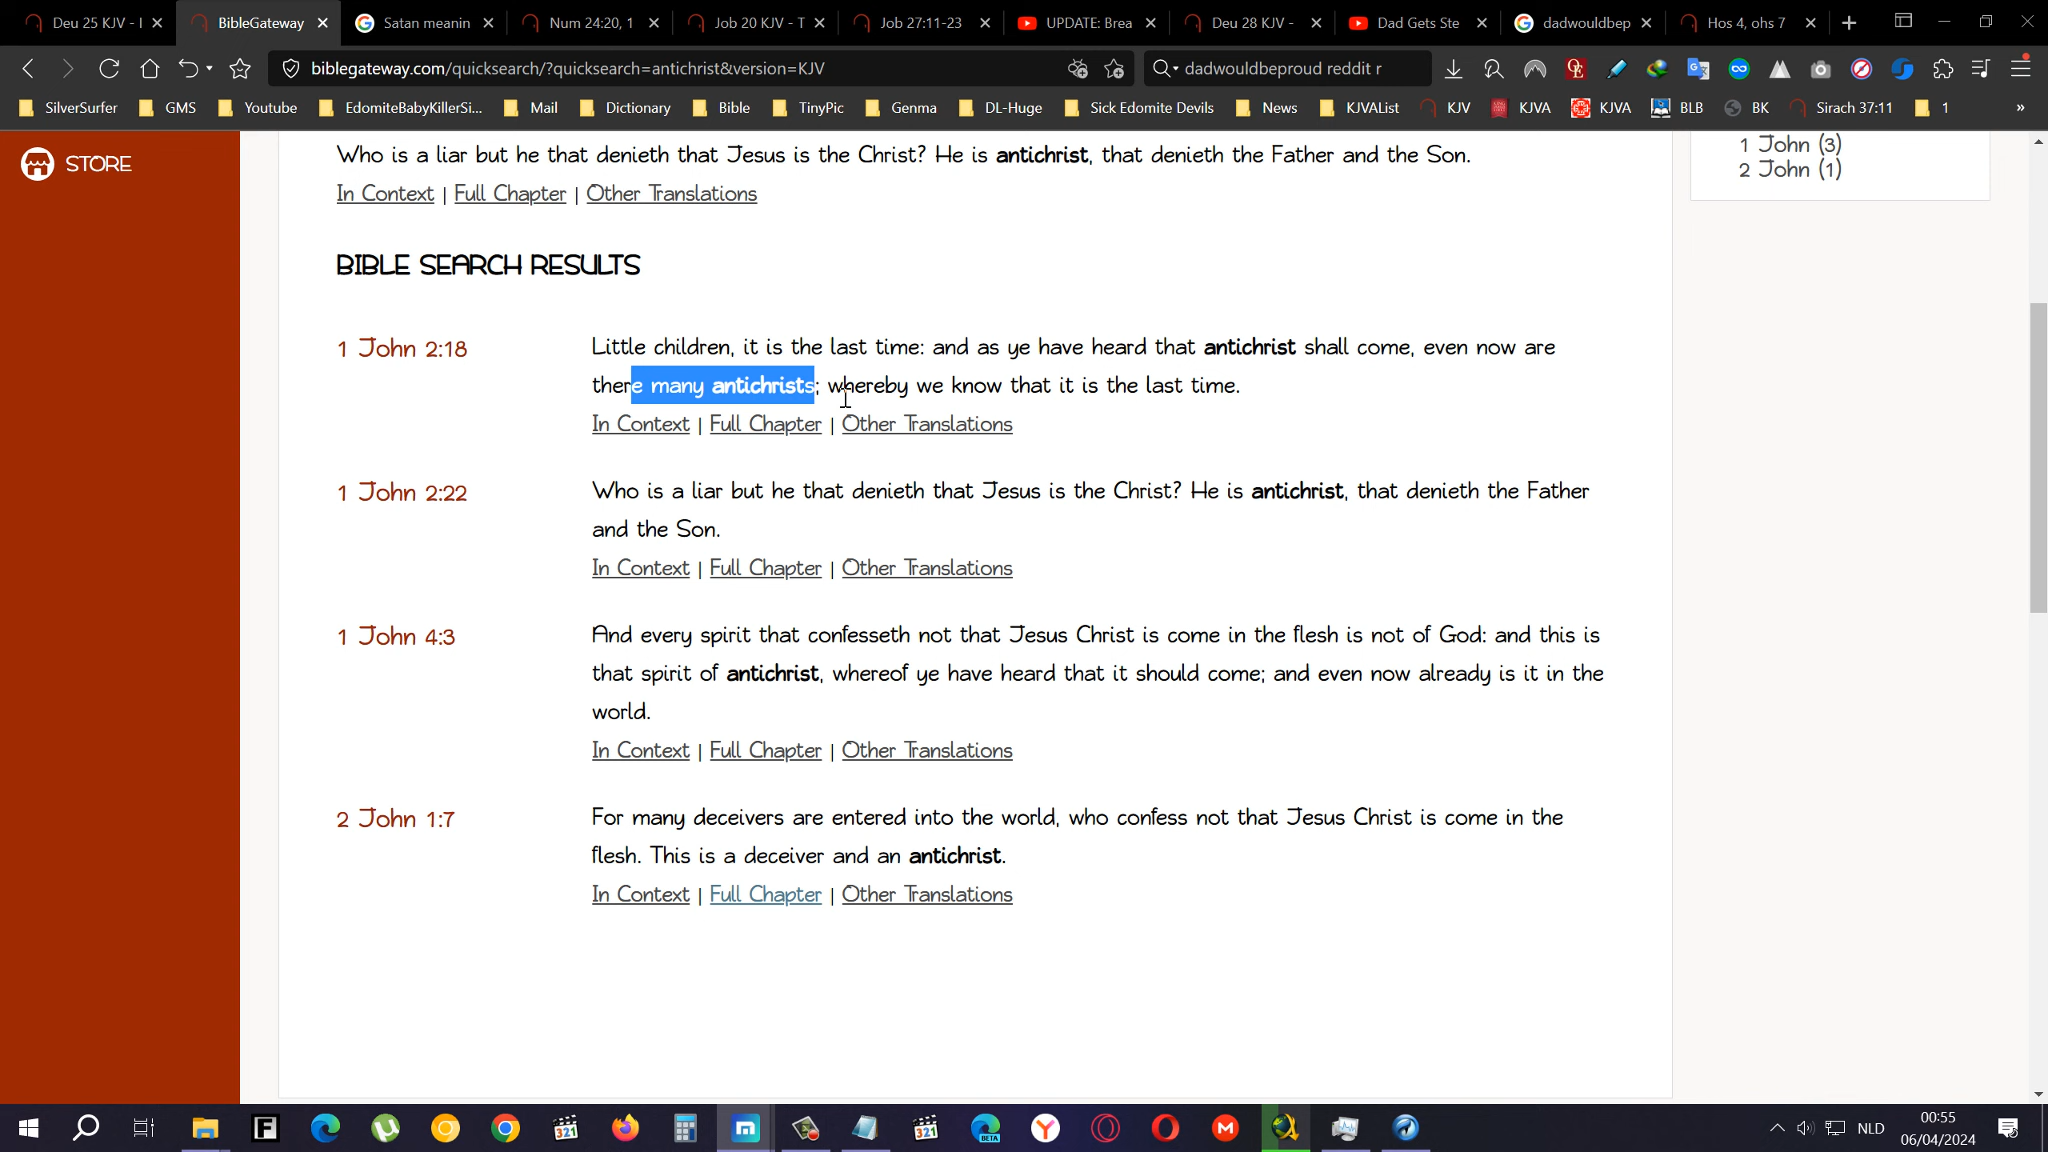 Deu 25 KJV - I
BibleGateway
Satan meanin
Num 24:20, 1
Job 20 KJV - T
Job 27:11-23
UPDATE: Brea
Deu 28 KJV -
Dad Gets Ste
dadwouldbep
Hos 4, ohs 7
biblegateway.com/quicksearch/?quicksearch=antichrist&version=KJV
dadwouldbeproud reddit r
SilverSurfer
GMS
Youtube
EdomiteBabyKillerSi...
Mail
Dictionary
Bible
TinyPic
Genma
DL-Huge
Sick Edomite Devils
News
KJVAList
KJV
KJVA
KJVA
BLB
BK
Sirach 37:11
1
»
STORE
Who is a liar but he that denieth that Jesus is the Christ? He is antichrist, that denieth the Father and the Son.
In Context | Full Chapter | Other Translations
1 John (3)
2 John (1)
BIBLE SEARCH RESULTS
1 John 2:18
Little children, it is the last time: and as ye have heard that antichrist shall come, even now are
there many antichrists; whereby we know that it is the last time.
In Context | Full Chapter | Other Translations
1 John 2:22
Who is a liar but he that denieth that Jesus is the Christ? He is antichrist, that denieth the Father
and the Son.
In Context | Full Chapter | Other Translations
1 John 4:3
And every spirit that confesseth not that Jesus Christ is come in the flesh is not of God: and this is
that spirit of antichrist, whereof ye have heard that it should come; and even now already is it in the
world.
In Context | Full Chapter | Other Translations
2 John 1:7
For many deceivers are entered into the world, who confess not that Jesus Christ is come in the
flesh. This is a deceiver and an antichrist.
In Context | Full Chapter | Other Translations
321
321
BETA
NLD
00:55
06/04/2024